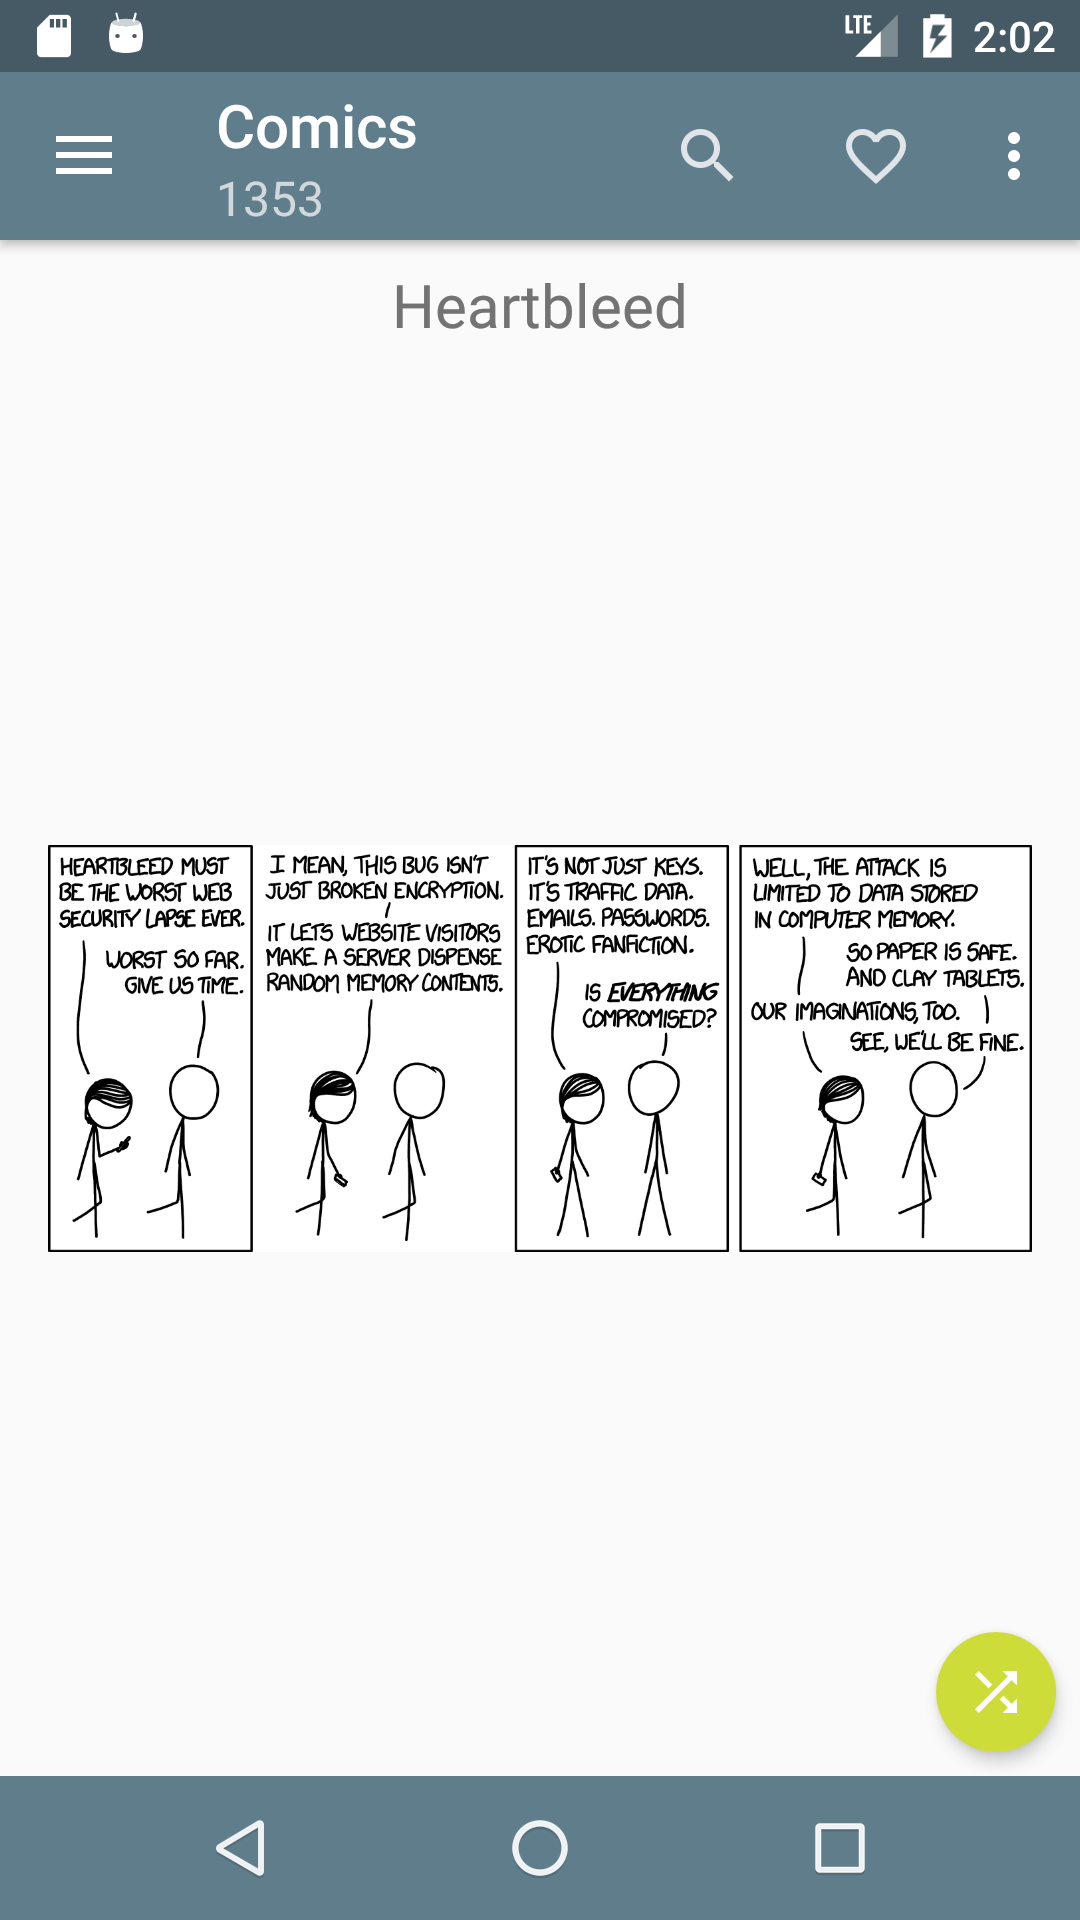 LTE 2:02
Comics
1353
Heartbleed
HEARTBLEED MUST
BE THE WORST WEB
SECURITY LAPSE EVER.
WORST SO FAR.
GIVE US TIME.
I MEAN, THIS BUG ISN'T
JUST BROKEN ENCRYPTION.
IT LETS WEBSITE VISITORS
MAKE A SERVER DISPENSE
RANDOM MEMORY CONTENTS.
IT'S NOT JUST KEYS.
IT'S TRAFFIC DATA.
EMAILS. PASSWORDS.
EROTIC FANFICTION.
IS EVERYTHING
COMPROMISED?
WELL, THE ATTACK IS
LIMITED TO DATA STORED
IN COMPUTER MEMORY.
SO PAPER IS SAFE.
AND CLAY TABLETS.
OUR IMAGINATIONS, TOO.
SEE, WE'LL BE FINE.